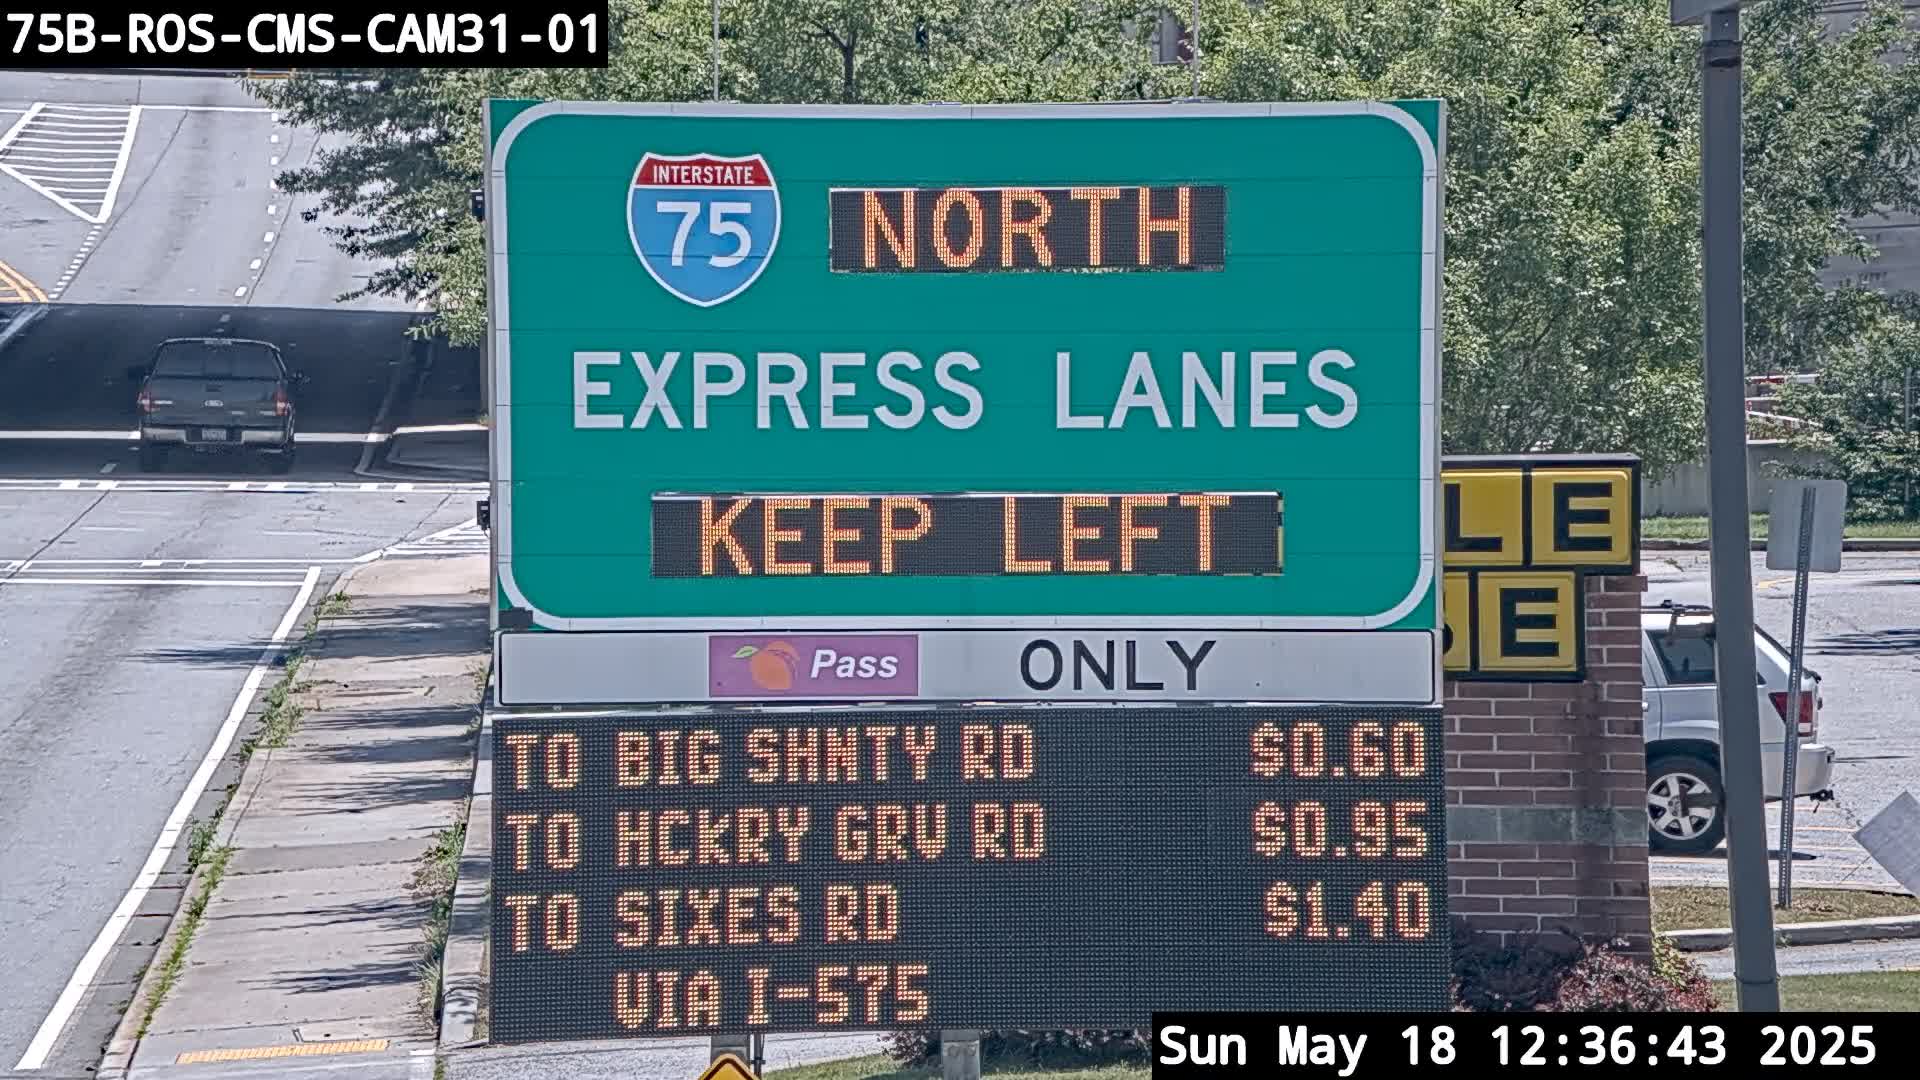 75B-ROS-CMS-CAM31-01
INTERSTATE
75
NORTH
EXPRESS LANES
KEEP LEFT
LE
E
Pass ONLY
TO BIG SHNTY RD $0.60
TO HCKRY GRV RD $0.95
TO SIXES RD $1.40
VIA I-575
Sun May 18 12:36:43 2025